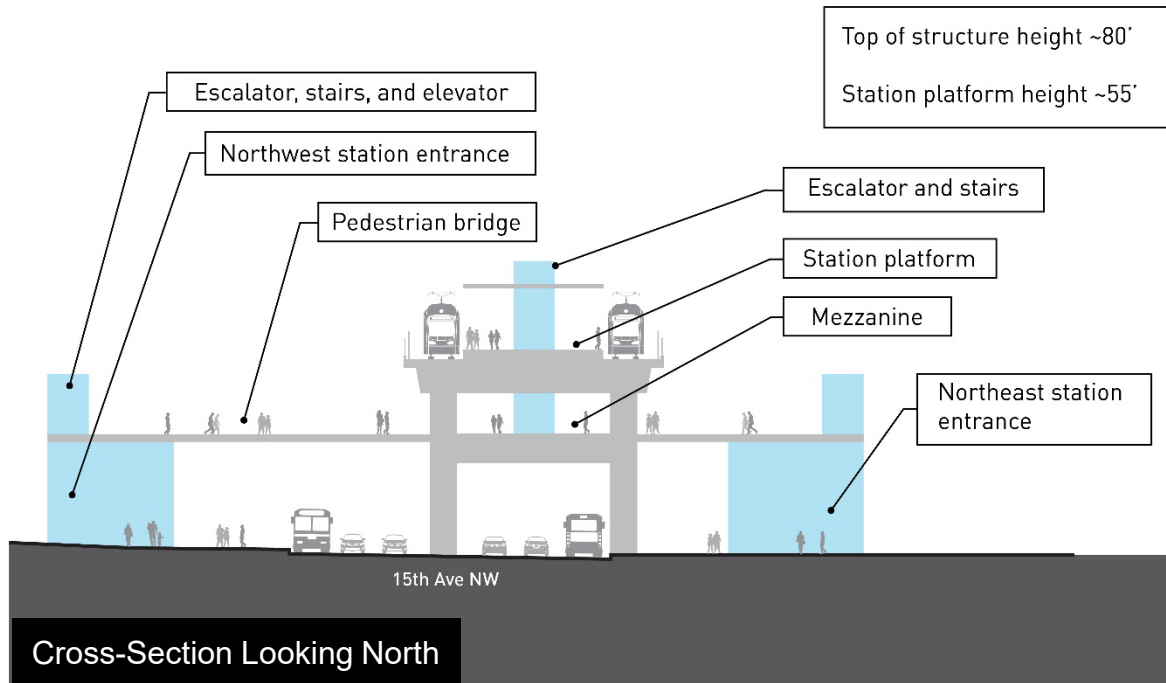 Top of structure height ~80’
Station platform height ~55’
Escalator, stairs, and elevator
Northwest station entrance
Pedestrian bridge
Escalator and stairs
Station platform
Mezzanine
Northeast station
entrance
15th Ave NW
Cross-Section Looking North